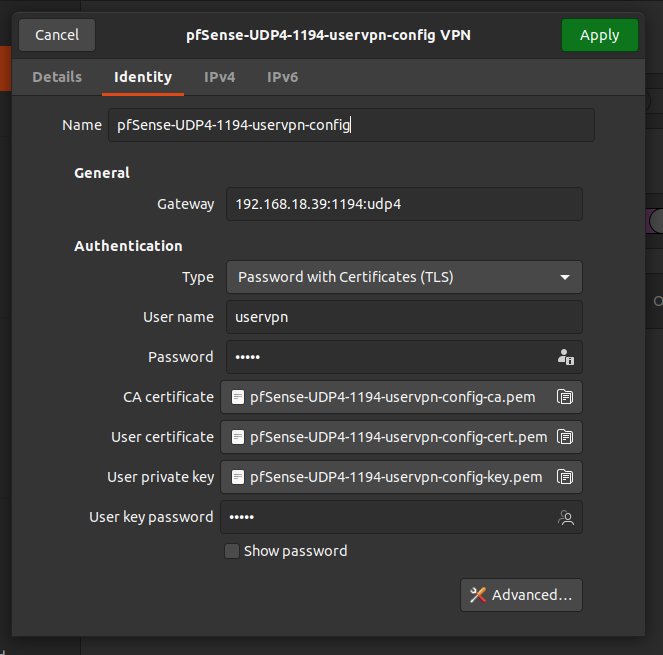 Cancel pfSense-UDP4-1194-uservpn-config VPN Apply
Details Identity IPv4 IPv6
Name pfSense-UDP4-1194-uservpn-config
General
Gateway 192.168.18.39:1194:udp4
Authentication
Type Password with Certificates (TLS)
User name uservpn
Password •••••
CA certificate pfSense-UDP4-1194-uservpn-config-ca.pem
User certificate pfSense-UDP4-1194-uservpn-config-cert.pem
User private key pfSense-UDP4-1194-uservpn-config-key.pem
User key password •••••
Show password
Advanced...